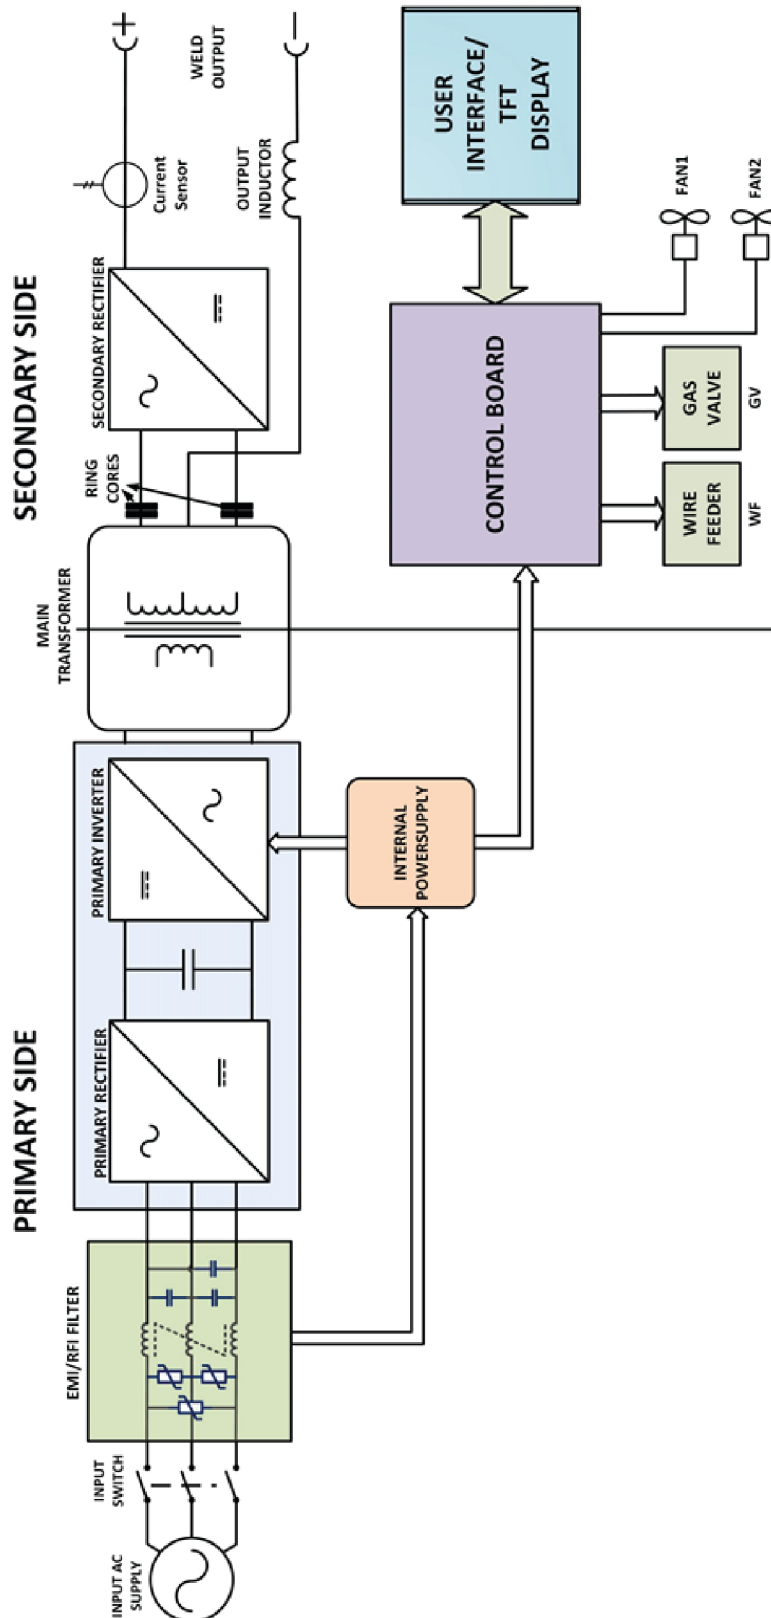 PRIMARY SIDE
SECONDARY SIDE
INPUT AC
SUPPLY
INPUT
SWITCH
EMI/RFI FILTER
PRIMARY RECTIFIER
PRIMARY INVERTER
MAIN
TRANSFORMER
RING
CORES
SECONDARY RECTIFIER
Current
Sensor
+
WELD
OUTPUT
−
OUTPUT
INDUCTOR
INTERNAL
POWERSUPPLY
CONTROL BOARD
USER
INTERFACE/
TFT
DISPLAY
WIRE
FEEDER
WF
GAS
VALVE
GV
FAN1
FAN2